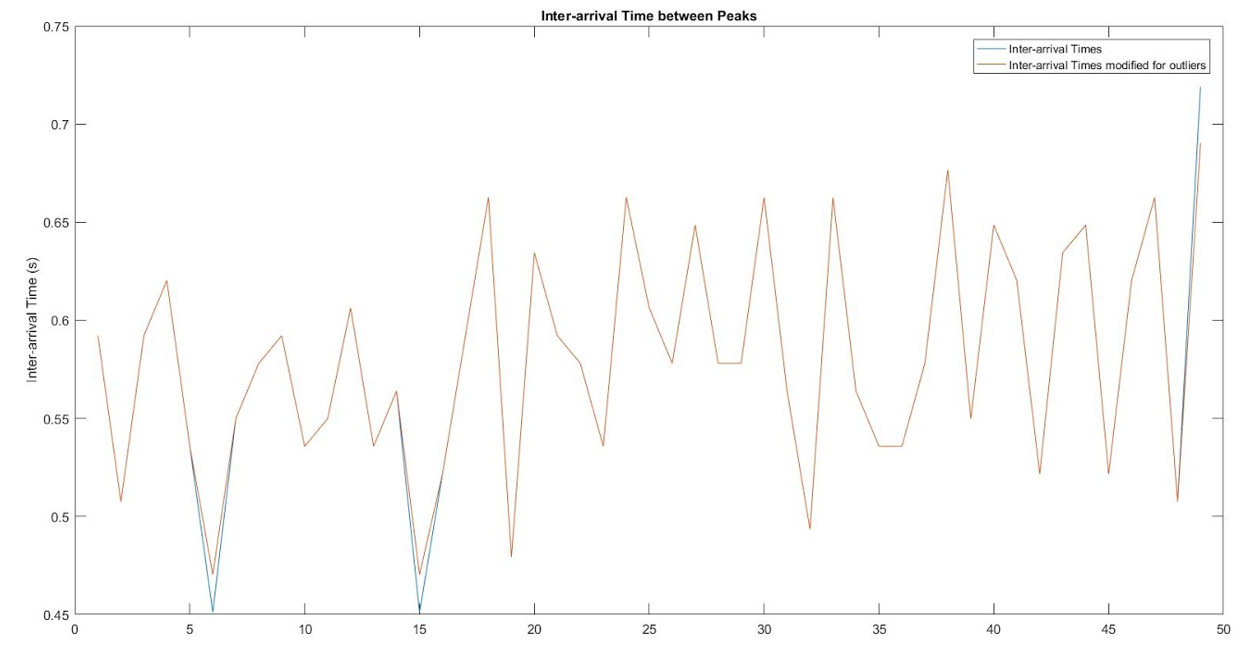 Inter-arrival Time between Peaks
Inter-arrival Times
Inter-arrival Times modified for outliers
Inter-arrival Time (s)
0.75
0.7
0.65
0.6
0.55
0.5
0.45
0 5 10 15 20 25 30 35 40 45 50